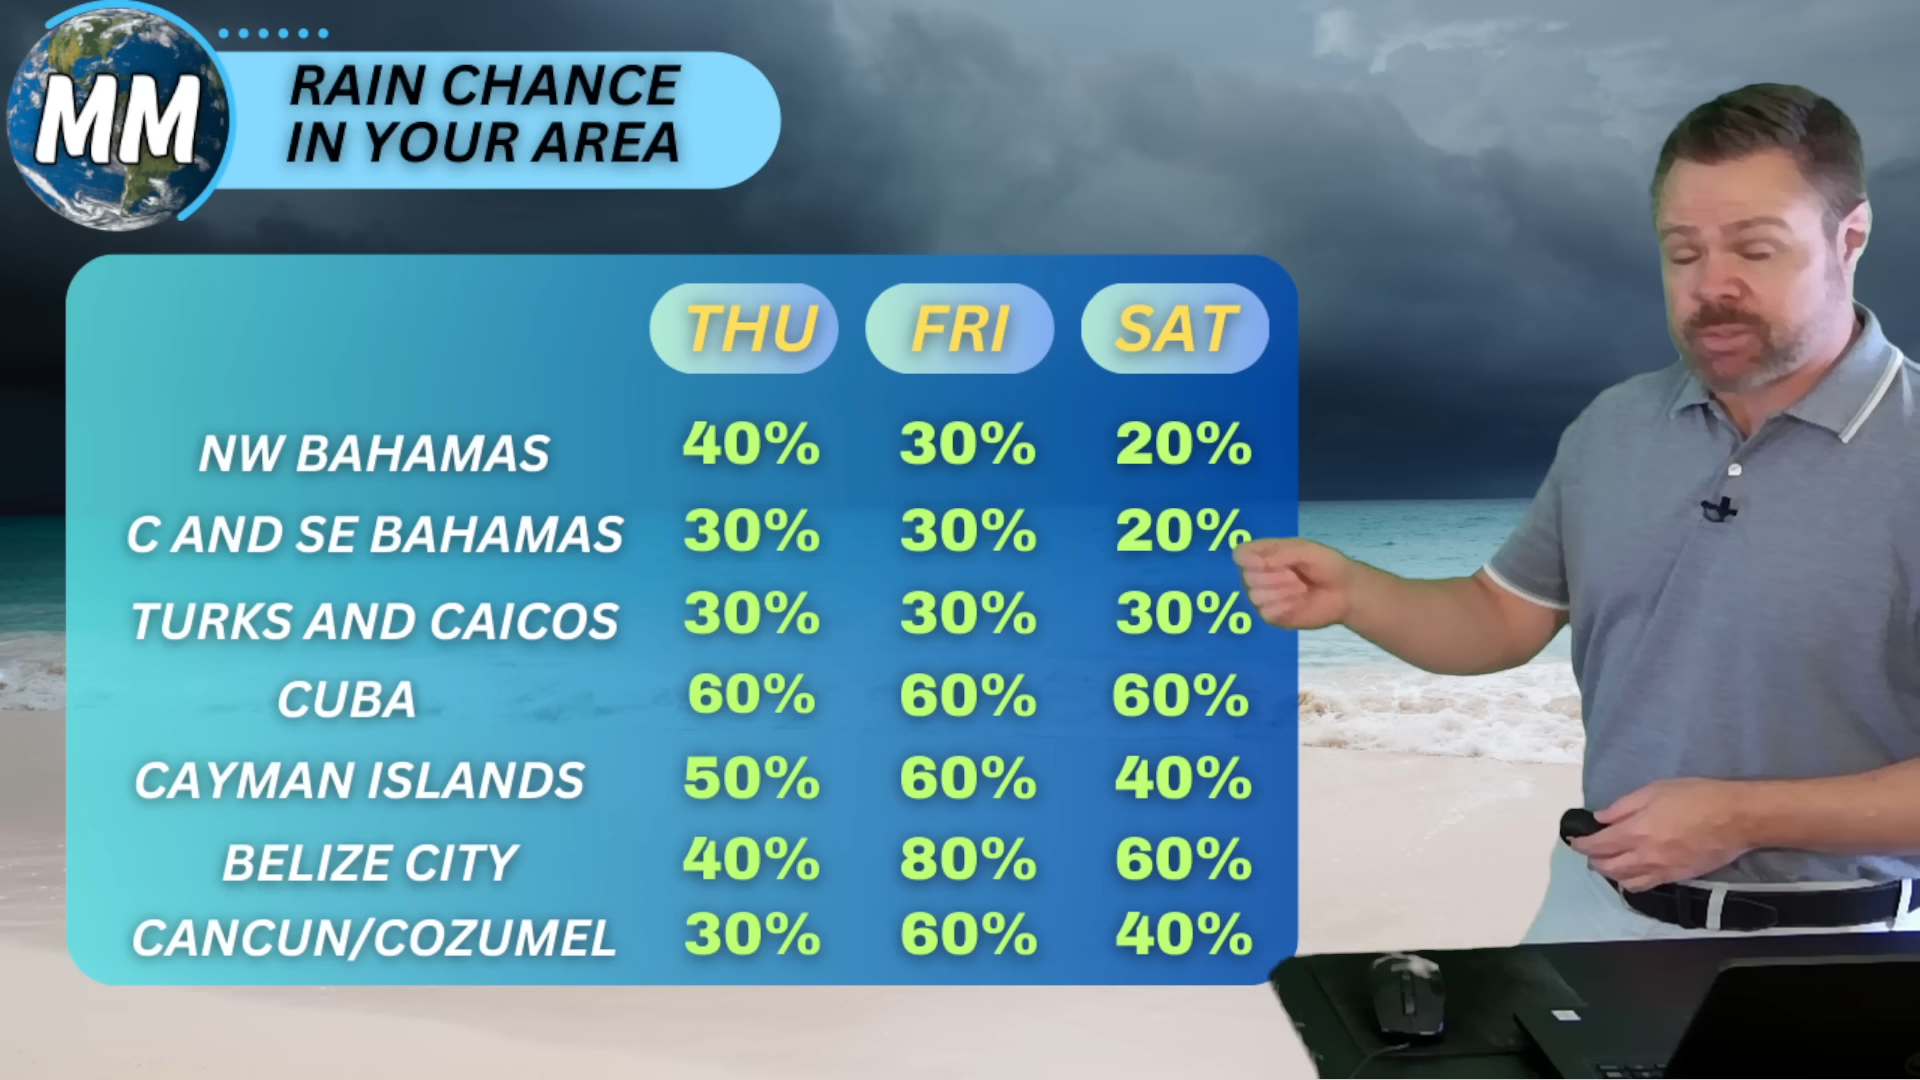 MM
RAIN CHANCE
IN YOUR AREA
THU FRI SAT
NW BAHAMAS 40% 30% 20%
C AND SE BAHAMAS 30% 30% 20%
TURKS AND CAICOS 30% 30% 30%
CUBA 60% 60% 60%
CAYMAN ISLANDS 50% 60% 40%
BELIZE CITY 40% 80% 60%
CANCUN/COZUMEL 30% 60% 40%